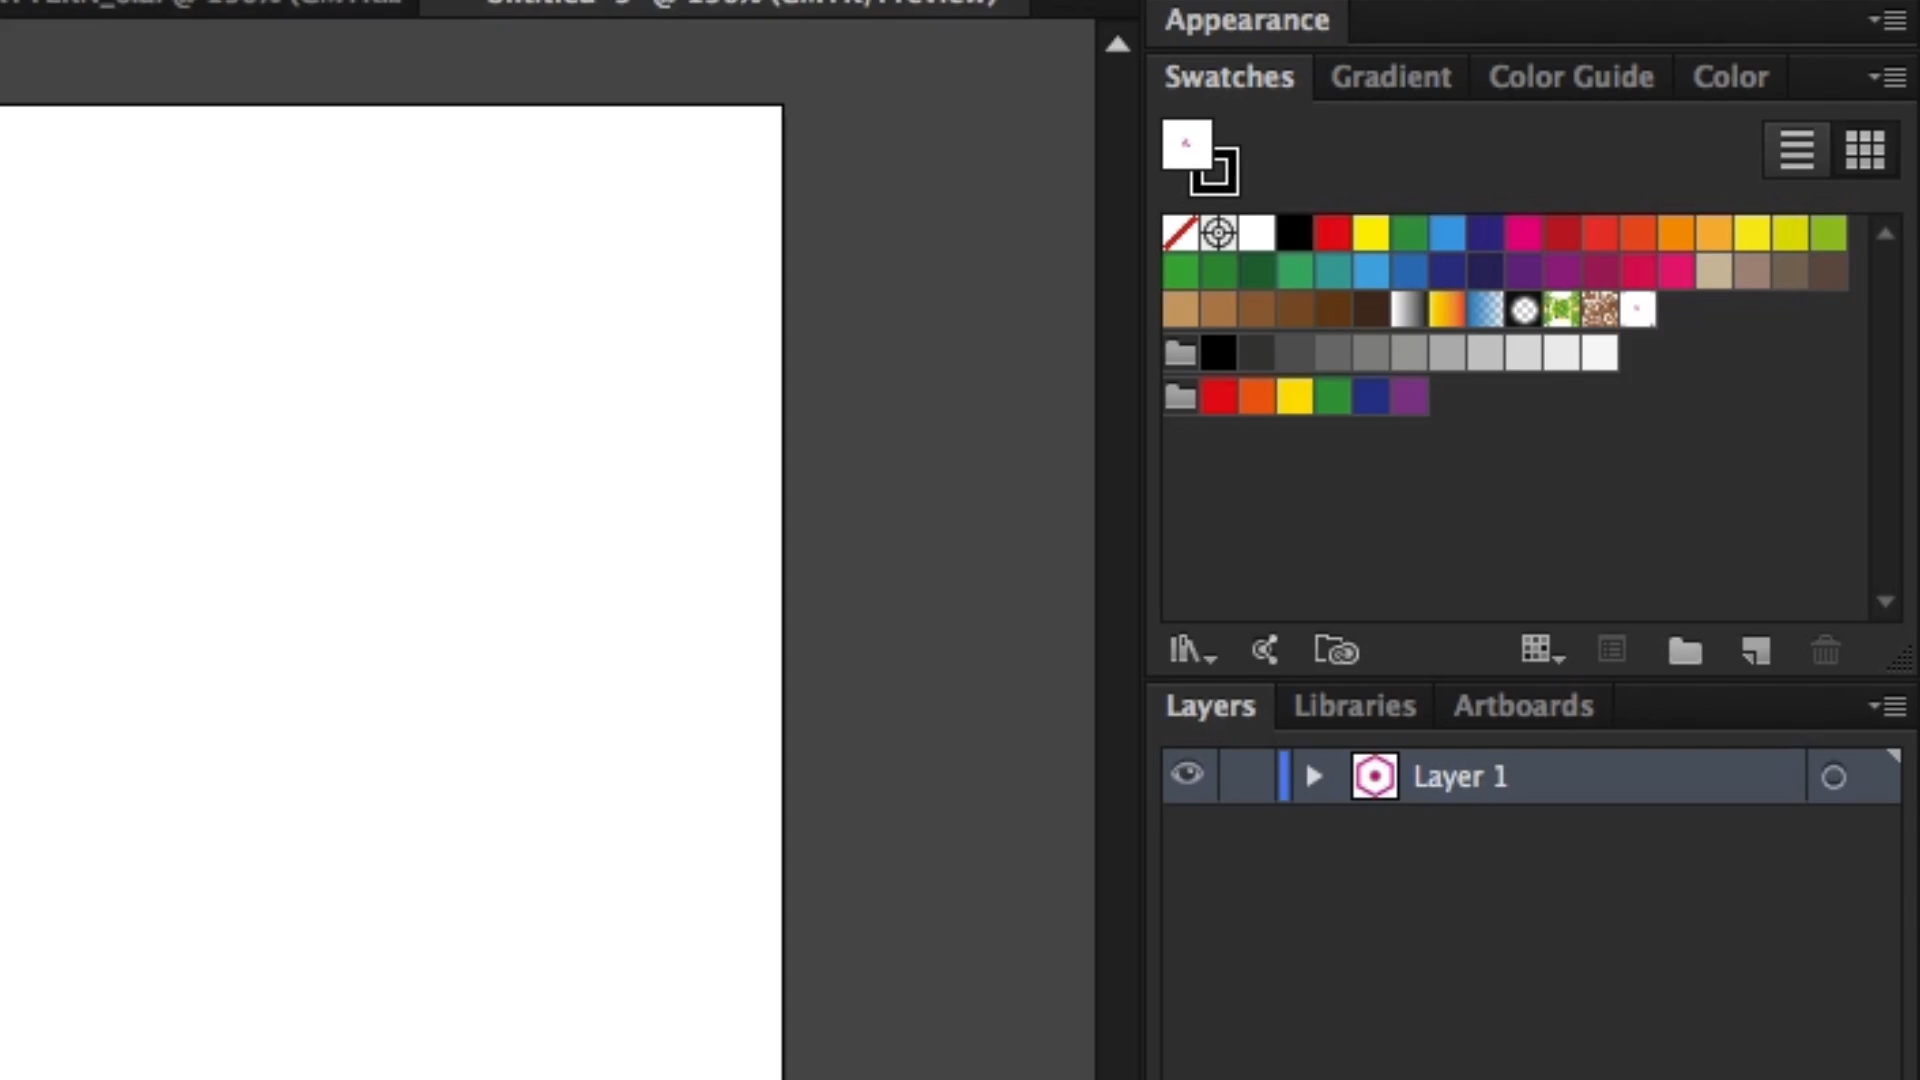 Appearance
Swatches Gradient Color Guide Color
Layers Libraries Artboards
Layer 1